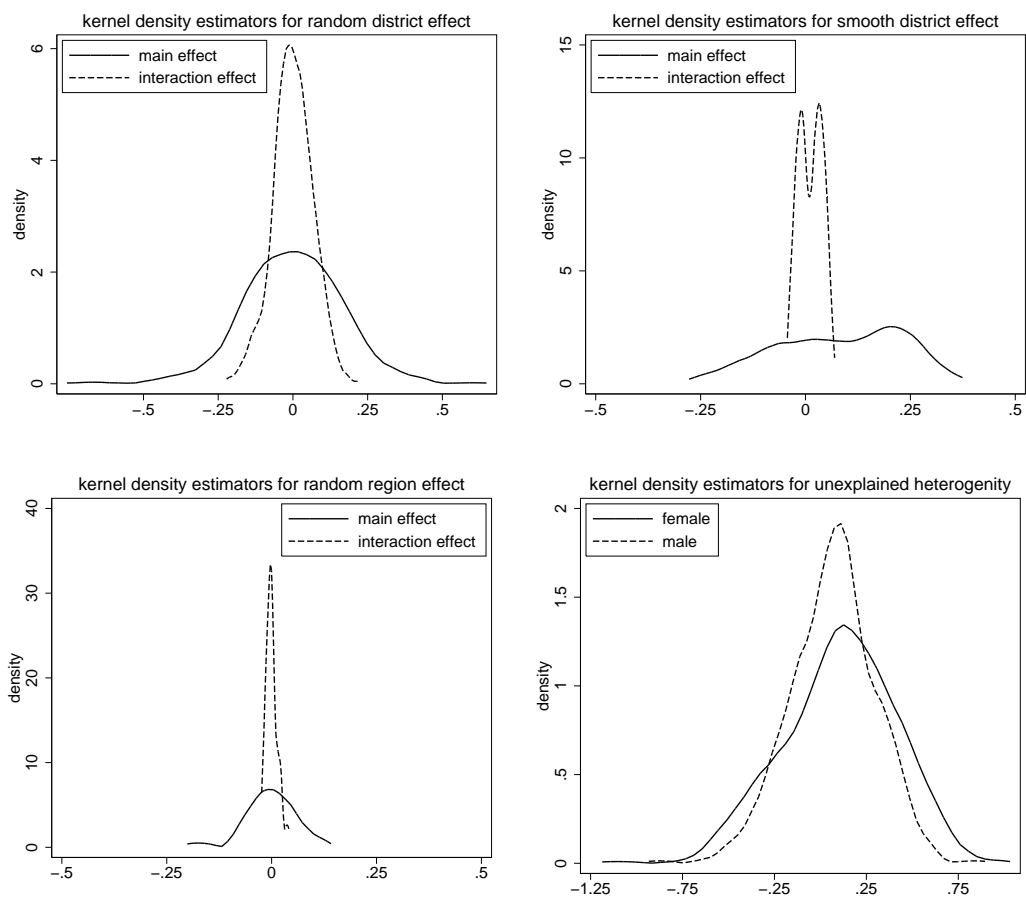 kernel density estimators for random district effect
main effect
interaction effect
density
6
4
2
0
−.5
−.25
0
.25
.5
kernel density estimators for smooth district effect
main effect
interaction effect
density
15
10
5
0
−.5
−.25
0
.25
.5
kernel density estimators for random region effect
main effect
interaction effect
density
40
30
20
10
0
−.5
−.25
0
.25
.5
kernel density estimators for unexplained heterogenity
female
male
density
2
1.5
1
.5
0
−1.25
−.75
−.25
.25
.75